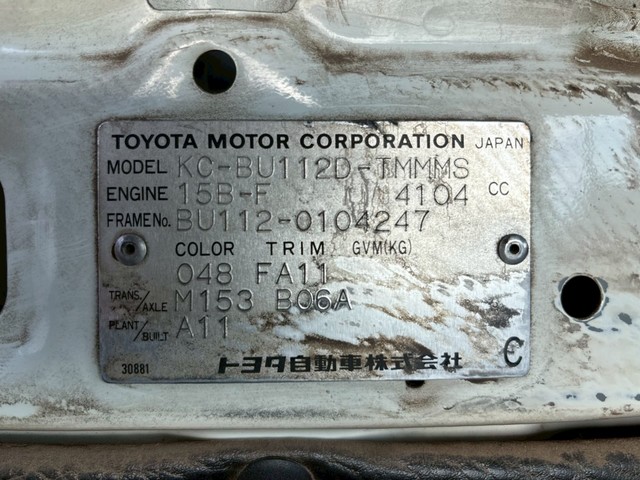 TOYOTA MOTOR CORPORATION JAPAN
MODEL KC-BU112D-TMMMS
ENGINE 15B-F 4104 CC
FRAME No. BU112-0104247
COLOR TRIM GVM(KG)
048 FA11
TRANS./AXLE M153 B06A
PLANT/BUILT A11
30881 トヨタ自動車株式会社 C